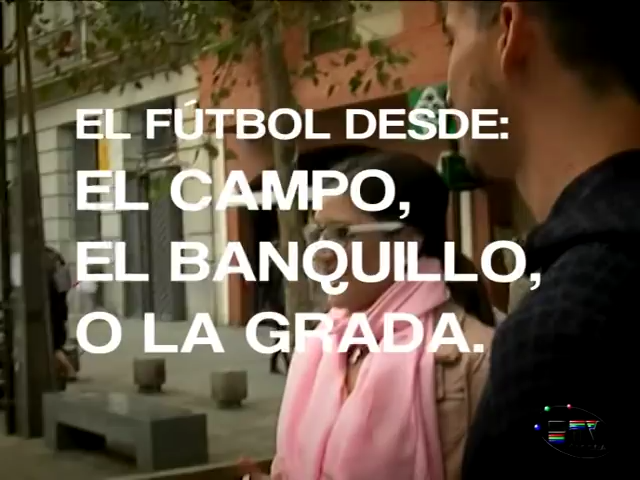 EL FÚTBOL DESDE:
EL CAMPO,
EL BANQUILLO,
O LA GRADA.